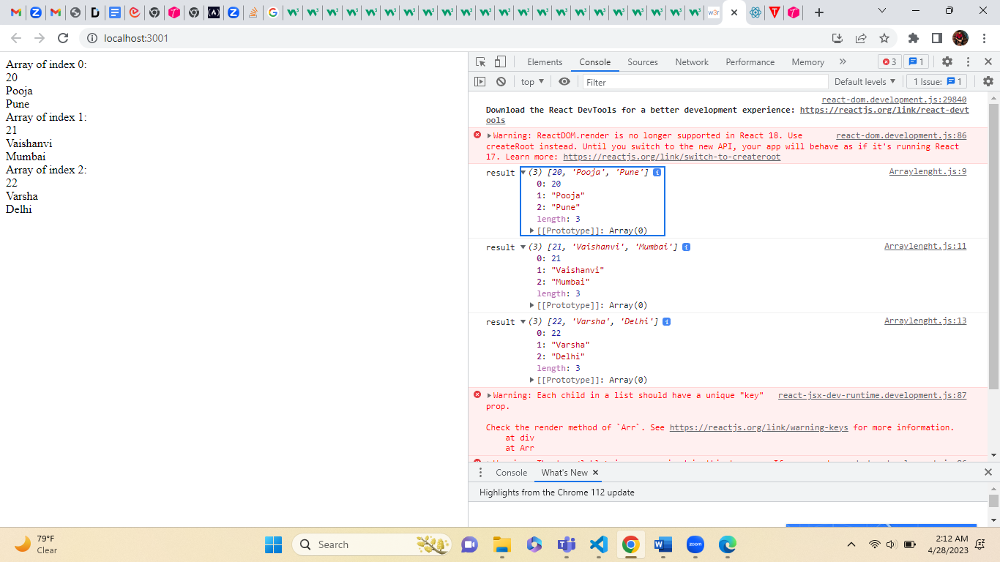 localhost:3001
Array of index 0:
20
Pooja
Pune
Array of index 1:
21
Vaishanvi
Mumbai
Array of index 2:
22
Varsha
Delhi
Elements Console Sources Network Performance Memory 3 1
top Filter Default levels 1 Issue: 1
react-dom.development.js:29840
Download the React DevTools for a better development experience: https://reactjs.org/link/react-devt
ools
Warning: ReactDOM.render is no longer supported in React 18. Use react-dom.development.js:86
createRoot instead. Until you switch to the new API, your app will behave as if it's running React
17. Learn more: https://reactjs.org/link/switch-to-createroot
result (3) [20, 'Pooja', 'Pune'] Arraylenght.js:9
0: 20
1: "Pooja"
2: "Pune"
length: 3
[[Prototype]]: Array(0)
result (3) [21, 'Vaishanvi', 'Mumbai'] Arraylenght.js:11
0: 21
1: "Vaishanvi"
2: "Mumbai"
length: 3
[[Prototype]]: Array(0)
result (3) [22, 'Varsha', 'Delhi'] Arraylenght.js:13
0: 22
1: "Varsha"
2: "Delhi"
length: 3
[[Prototype]]: Array(0)
Warning: Each child in a list should have a unique "key" react-jsx-dev-runtime.development.js:87
prop.
Check the render method of `Arr`. See https://reactjs.org/link/warning-keys for more information.
at div
at Arr
Console What's New
Highlights from the Chrome 112 update
79°F
Clear
Search
2:12 AM
4/28/2023